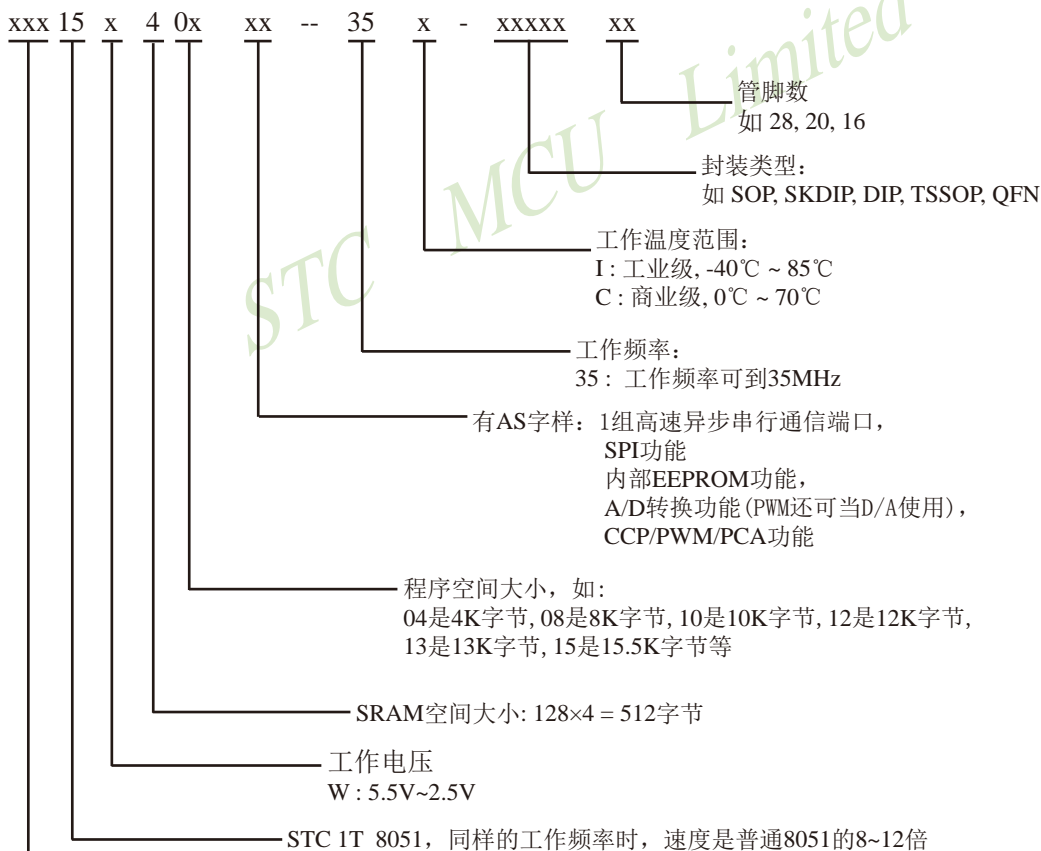 xxx 15 x 4 0x xx -- 35 x - xxxxx xx
管脚数
如 28, 20, 16
封装类型：
如 SOP, SKDIP, DIP, TSSOP, QFN
工作温度范围：
I : 工业级, -40℃ ~ 85℃
C : 商业级, 0℃ ~ 70℃
工作频率：
35 : 工作频率可到35MHz
有AS字样：1组高速异步串行通信端口，
SPI功能
内部EEPROM功能，
A/D转换功能(PWM还可当D/A使用)，
CCP/PWM/PCA功能
程序空间大小，如:
04是4K字节, 08是8K字节, 10是10K字节, 12是12K字节,
13是13K字节, 15是15.5K字节等
SRAM空间大小: 128×4 = 512字节
工作电压
W : 5.5V~2.5V
STC 1T 8051，同样的工作频率时，速度是普通8051的8~12倍
STC MCU Limited